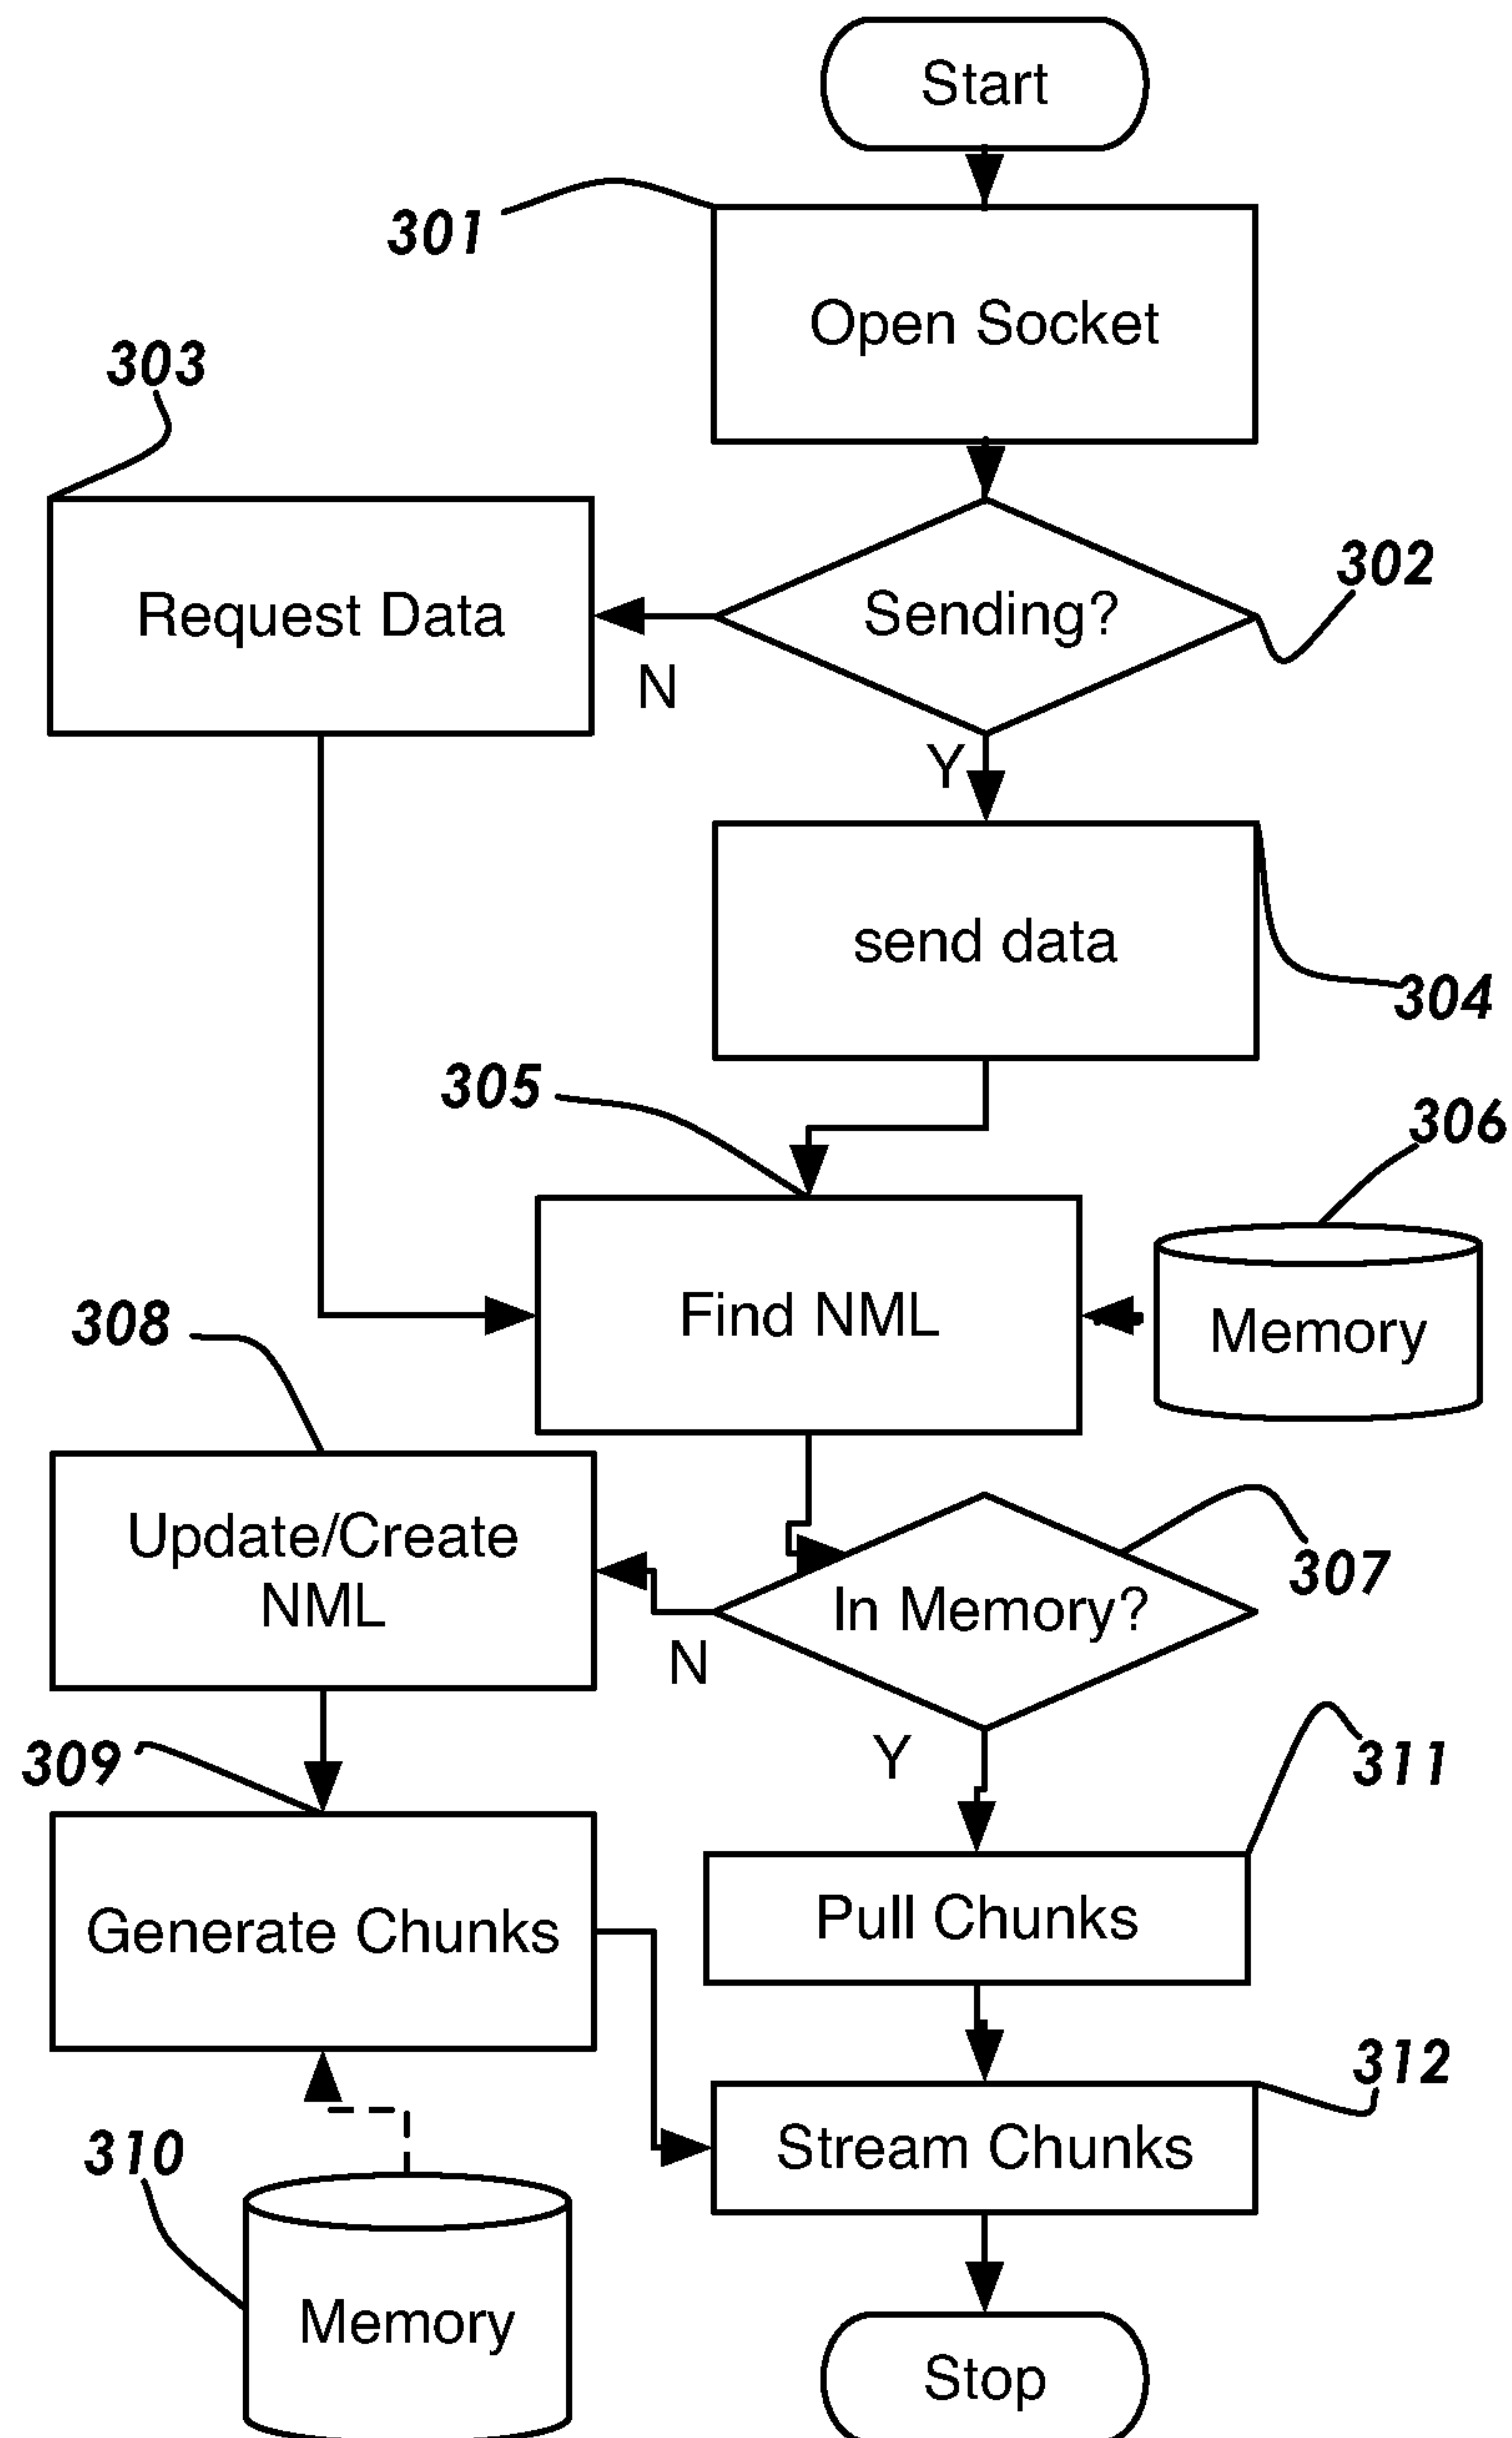 Start
301
Open Socket
303
302
Request Data
Sending?
N
Y
send data
304
305
306
Find NML
Memory
308
307
Update/Create
NML
In Memory?
N
Y
309
311
Generate Chunks
Pull Chunks
312
310
Stream Chunks
Memory
Stop